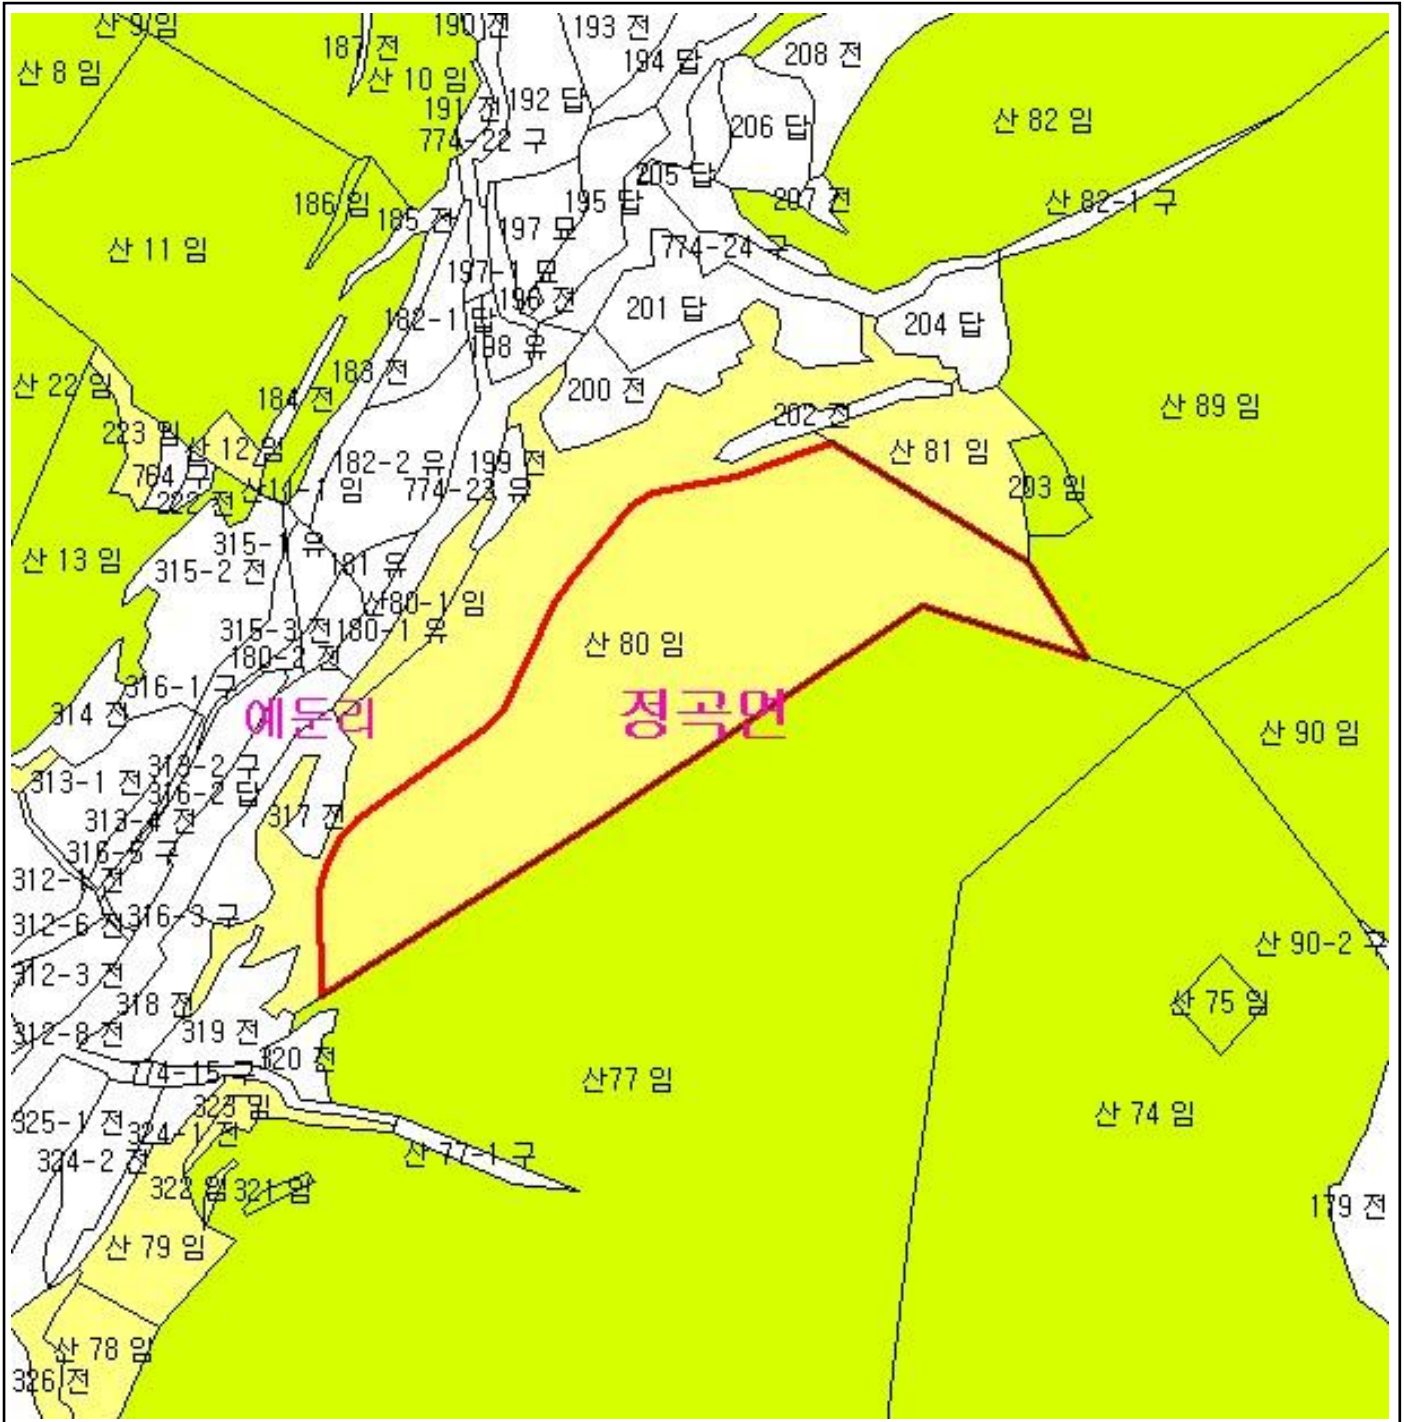 산 9 임
190 전
193 전
187 전
208 전
194 답
산 8 임
산 10 임
192 답
191 전
산 82 임
206 답
774-22 구
205 답
186 임
195 답
207 전
산 82-1 구
185 전
197 묘
774-24 구
산 11 임
197-1 묘
196 전
201 답
182-1 답
204 답
198 유
183 전
산 22 임
200 전
184 전
산 89 임
202 전
223 임
산 12 임
산 81 임
182-2 유
199 전
764 구
산11-1 임
774-23 유
203 임
222 전
315-1 유
산 13 임
315-2 전
181 유
산80-1 임
315-3 전
180-1 유
산 80 임
180-2 전
316-1 구
314 전
예둔리
정곡면
산 90 임
313-2 구
313-1 전
316-2 답
313-4 전
317 전
316-5 구
312-1 전
312-6 전
316-3 구
산 90-2 구
312-3 전
318 전
산 75 임
312-8 전
319 전
320 전
774-15 구
산77 임
323 임
산 74 임
325-1 전
324-1 전
산 77-1 구
324-2 전
322 임
321 임
179 전
산 79 임
산 78 임
326 전